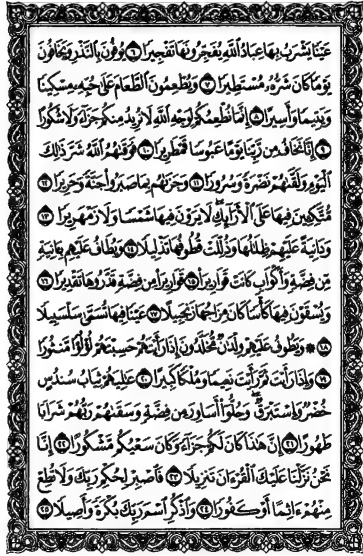 عَيْنًا يَشْرَبُ بِهَا عِبَادُ ٱللَّهِ يُفَجِّرُونَهَا تَفْجِيرًا ٦ يُوفُونَ بِٱلنَّذْرِ وَيَخَافُونَ
يَوْمًا كَانَ شَرُّهُۥ مُسْتَطِيرًا ٧ وَيُطْعِمُونَ ٱلطَّعَامَ عَلَىٰ حُبِّهِۦ مِسْكِينًا
وَيَتِيمًا وَأَسِيرًا ٨ إِنَّمَا نُطْعِمُكُمْ لِوَجْهِ ٱللَّهِ لَا نُرِيدُ مِنكُمْ جَزَآءً وَلَا شُكُورًا
٩ إِنَّا نَخَافُ مِن رَّبِّنَا يَوْمًا عَبُوسًا قَمْطَرِيرًا ١٠ فَوَقَىٰهُمُ ٱللَّهُ شَرَّ ذَٰلِكَ
ٱلْيَوْمِ وَلَقَّىٰهُمْ نَضْرَةً وَسُرُورًا ١١ وَجَزَىٰهُم بِمَا صَبَرُوا۟ جَنَّةً وَحَرِيرًا ١٢
مُّتَّكِـِٔينَ فِيهَا عَلَى ٱلْأَرَآئِكِ ۖ لَا يَرَوْنَ فِيهَا شَمْسًا وَلَا زَمْهَرِيرًا ١٣
وَدَانِيَةً عَلَيْهِمْ ظِلَٰلُهَا وَذُلِّلَتْ قُطُوفُهَا تَذْلِيلًا ١٤ وَيُطَافُ عَلَيْهِم بِـَٔانِيَةٍ
مِّن فِضَّةٍ وَأَكْوَابٍ كَانَتْ قَوَارِيرَا۠ ١٥ قَوَارِيرَا۟ مِن فِضَّةٍ قَدَّرُوهَا تَقْدِيرًا ١٦
وَيُسْقَوْنَ فِيهَا كَأْسًا كَانَ مِزَاجُهَا زَنجَبِيلًا ١٧ عَيْنًا فِيهَا تُسَمَّىٰ سَلْسَبِيلًا
١٨ ۞ وَيَطُوفُ عَلَيْهِمْ وِلْدَٰنٌ مُّخَلَّدُونَ إِذَا رَأَيْتَهُمْ حَسِبْتَهُمْ لُؤْلُؤًا مَّنثُورًا
١٩ وَإِذَا رَأَيْتَ ثَمَّ رَأَيْتَ نَعِيمًا وَمُلْكًا كَبِيرًا ٢٠ عَٰلِيَهُمْ ثِيَابُ سُندُسٍ
خُضْرٌ وَإِسْتَبْرَقٌ ۖ وَحُلُّوٓا۟ أَسَاوِرَ مِن فِضَّةٍ وَسَقَىٰهُمْ رَبُّهُمْ شَرَابًا
طَهُورًا ٢١ إِنَّ هَٰذَا كَانَ لَكُمْ جَزَآءً وَكَانَ سَعْيُكُم مَّشْكُورًا ٢٢ إِنَّا
نَحْنُ نَزَّلْنَا عَلَيْكَ ٱلْقُرْءَانَ تَنزِيلًا ٢٣ فَٱصْبِرْ لِحُكْمِ رَبِّكَ وَلَا تُطِعْ
مِنْهُمْ ءَاثِمًا أَوْ كَفُورًا ٢٤ وَٱذْكُرِ ٱسْمَ رَبِّكَ بُكْرَةً وَأَصِيلًا ٢٥